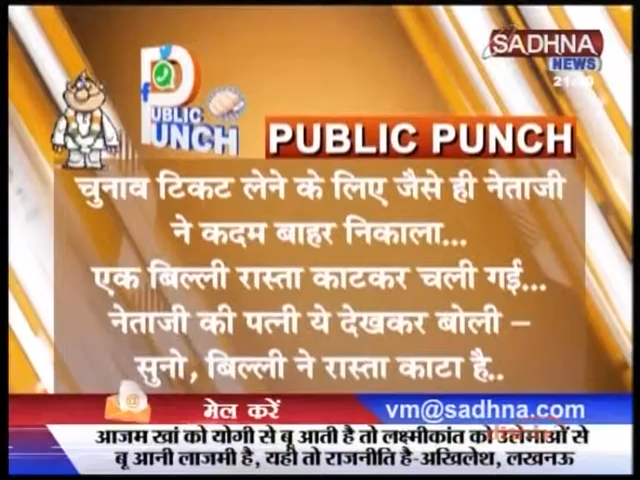 SADHNA
NEWS
PUBLIC
PUNCH
PUBLIC PUNCH
चुनाव टिकट लेने के लिए जैसे ही नेताजी
ने कदम बाहर निकाला...
एक बिल्ली रास्ता काटकर चली गई...
नेताजी की पत्नी ये देखकर बोली –
सुनो, बिल्ली ने रास्ता काटा है..
मेल करें
vm@sadhna.com
आजम खां को योगी से बू आती है तो लक्ष्मीकांत को उलेमाओं से
बू आनी लाजमी है, यही तो राजनीति है-अखिलेश, लखनऊ